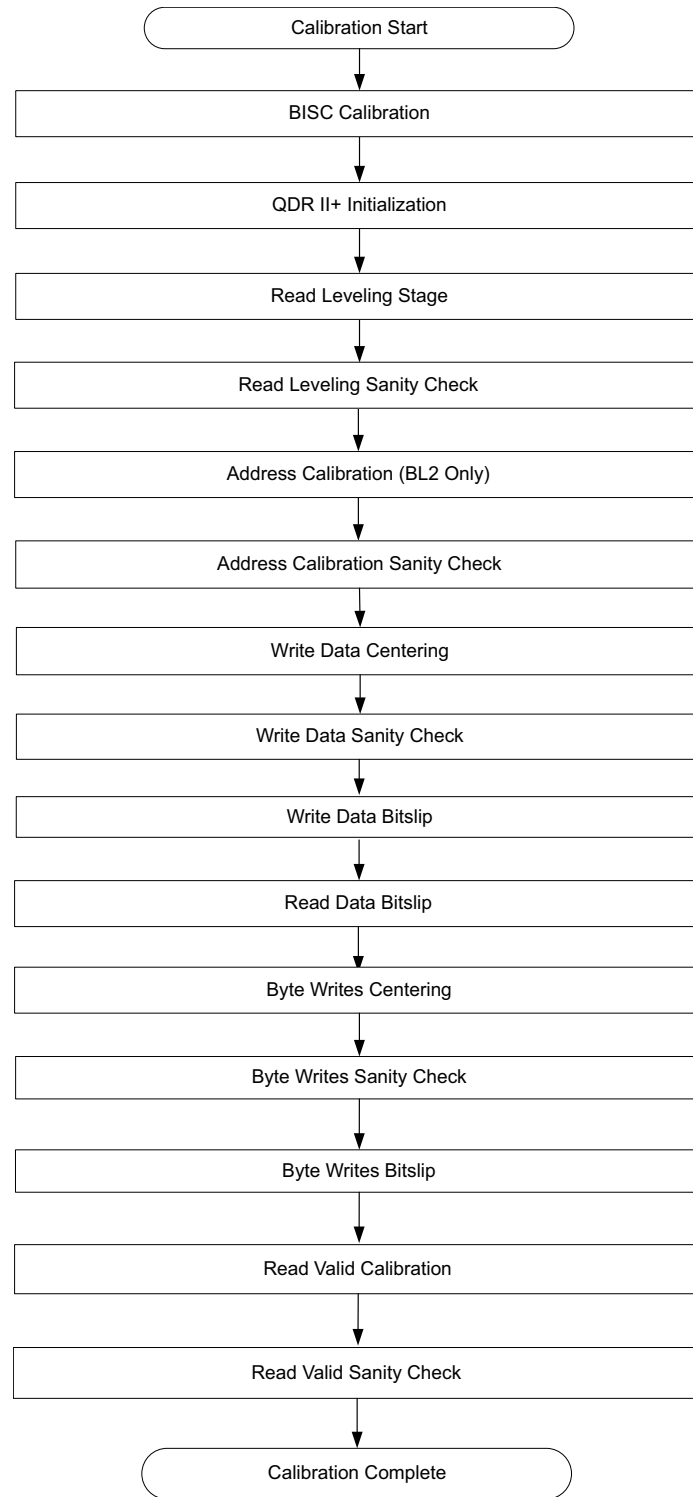 Calibration Start
BISC Calibration
QDR II+ Initialization
Read Leveling Stage
Read Leveling Sanity Check
Address Calibration (BL2 Only)
Address Calibration Sanity Check
Write Data Centering
Write Data Sanity Check
Write Data Bitslip
Read Data Bitslip
Byte Writes Centering
Byte Writes Sanity Check
Byte Writes Bitslip
Read Valid Calibration
Read Valid Sanity Check
Calibration Complete